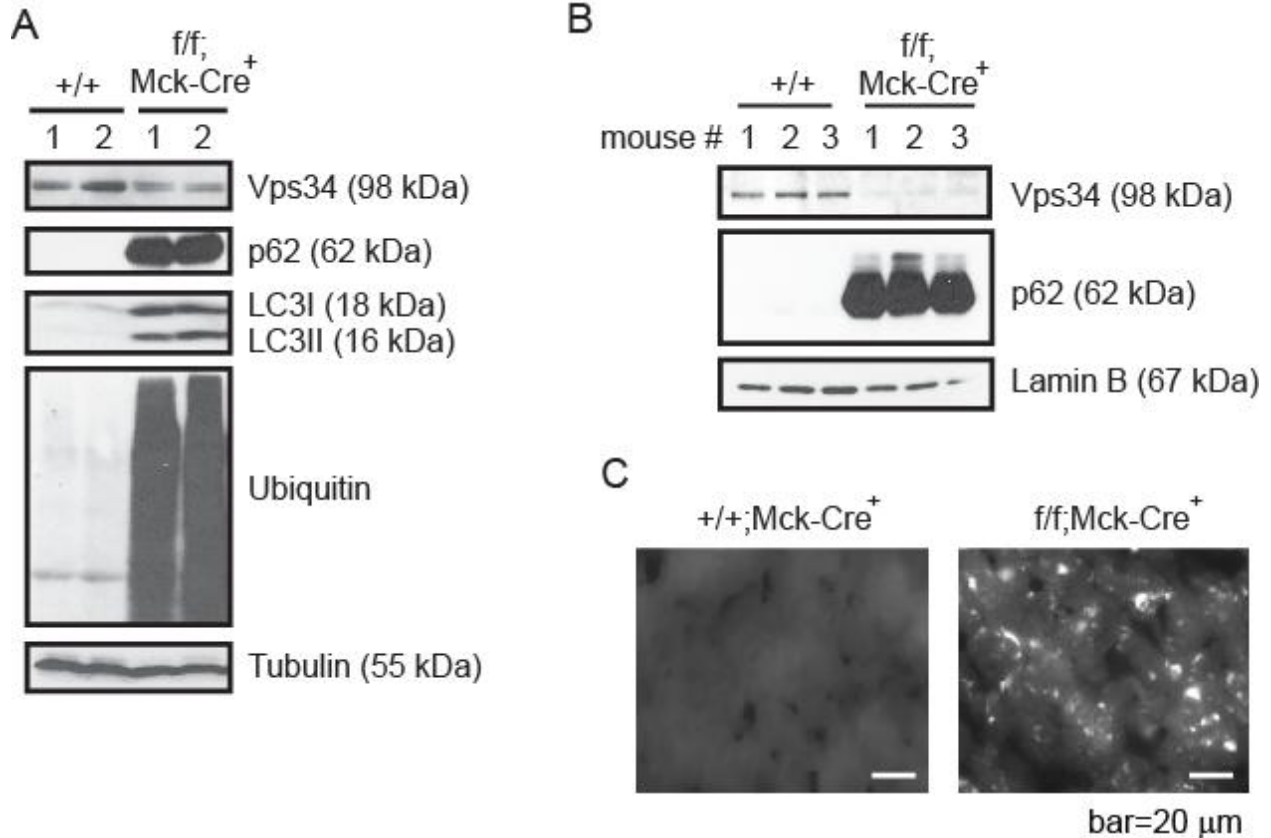 A
f/f;
+/+ Mck-Cre+
1 2 1 2
Vps34 (98 kDa)
p62 (62 kDa)
LC3I (18 kDa)
LC3II (16 kDa)
Ubiquitin
Tubulin (55 kDa)
B
f/f;
+/+ Mck-Cre+
mouse # 1 2 3 1 2 3
Vps34 (98 kDa)
p62 (62 kDa)
Lamin B (67 kDa)
C
+/+;Mck-Cre+ f/f;Mck-Cre+
bar=20 µm